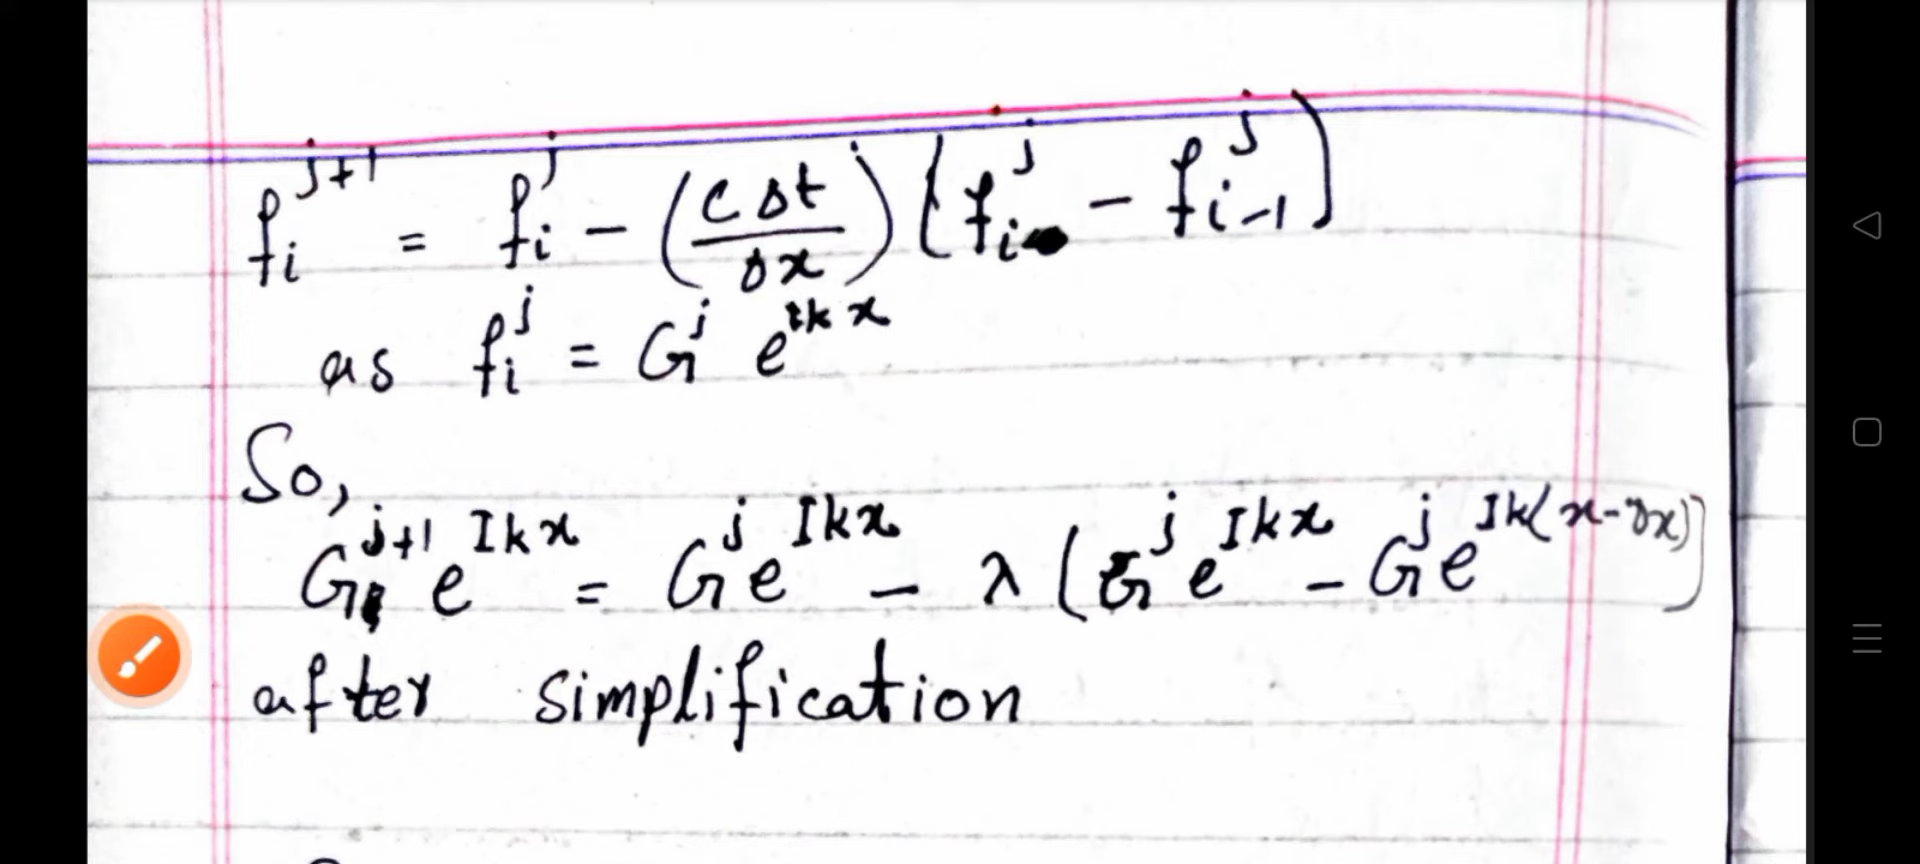 f_i^{j+1} = f_i^j - (cΔt/Δx) (f_i^j - f_{i-1}^j)
as f_i^j = G^j e^{ikx}
So,
G^{j+1} e^{Ikx} = G^j e^{Ikx} - λ (G^j e^{Ikx} - G^j e^{Ik(x-Δx)})
after simplification